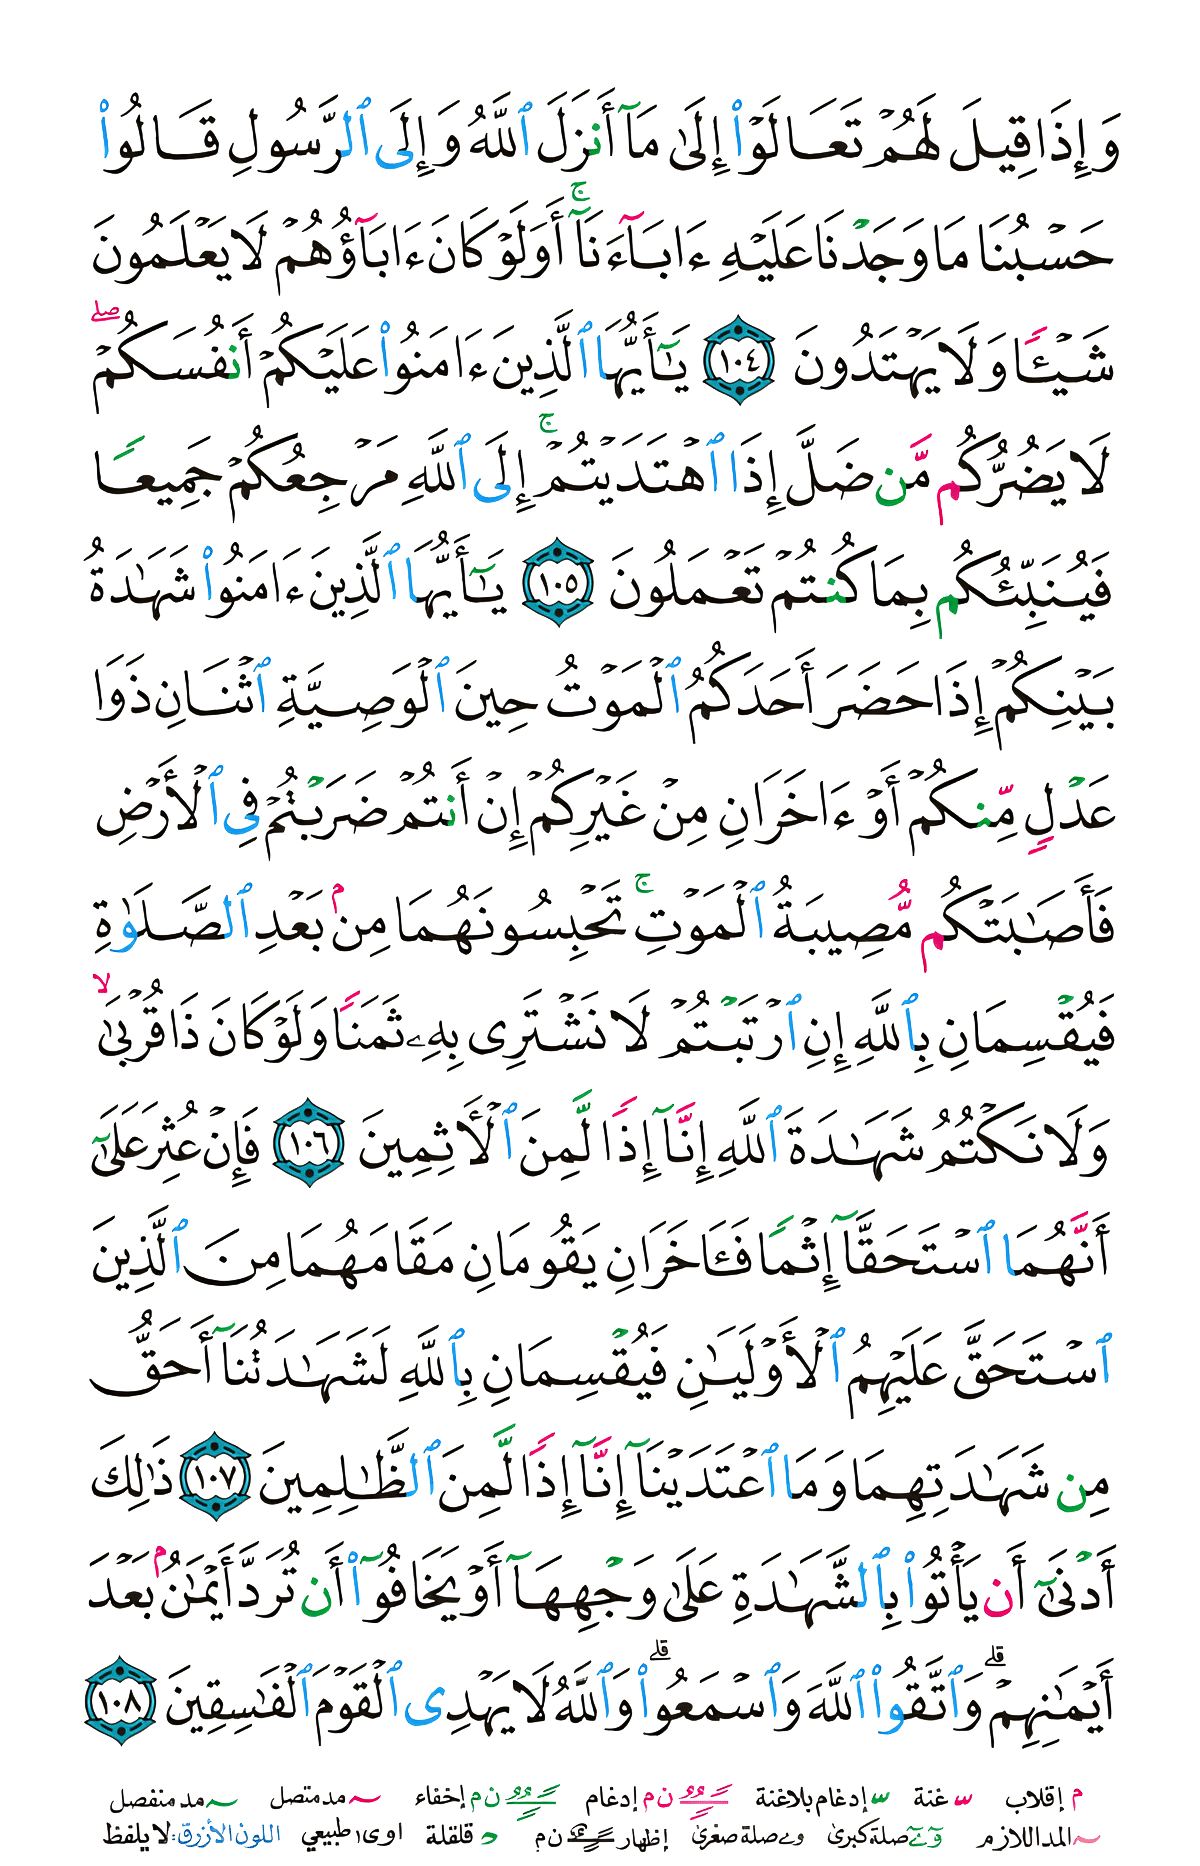 وَإِذَا قِيلَ لَهُمْ تَعَالَوْا۟ إِلَىٰ مَآ أَنزَلَ ٱللَّهُ وَإِلَى ٱلرَّسُولِ قَالُوا۟
حَسْبُنَا مَا وَجَدْنَا عَلَيْهِ ءَابَآءَنَآ ۚ أَوَلَوْ كَانَ ءَابَآؤُهُمْ لَا يَعْلَمُونَ
شَيْـًٔا وَلَا يَهْتَدُونَ ١٠٤ يَـٰٓأَيُّهَا ٱلَّذِينَ ءَامَنُوا۟ عَلَيْكُمْ أَنفُسَكُمْ ۖ
لَا يَضُرُّكُم مَّن ضَلَّ إِذَا ٱهْتَدَيْتُمْ ۚ إِلَى ٱللَّهِ مَرْجِعُكُمْ جَمِيعًا
فَيُنَبِّئُكُم بِمَا كُنتُمْ تَعْمَلُونَ ١٠٥ يَـٰٓأَيُّهَا ٱلَّذِينَ ءَامَنُوا۟ شَهَـٰدَةُ
بَيْنِكُمْ إِذَا حَضَرَ أَحَدَكُمُ ٱلْمَوْتُ حِينَ ٱلْوَصِيَّةِ ٱثْنَانِ ذَوَا
عَدْلٍ مِّنكُمْ أَوْ ءَاخَرَانِ مِنْ غَيْرِكُمْ إِنْ أَنتُمْ ضَرَبْتُمْ فِى ٱلْأَرْضِ
فَأَصَـٰبَتْكُم مُّصِيبَةُ ٱلْمَوْتِ ۚ تَحْبِسُونَهُمَا مِنۢ بَعْدِ ٱلصَّلَوٰةِ
فَيُقْسِمَانِ بِٱللَّهِ إِنِ ٱرْتَبْتُمْ لَا نَشْتَرِى بِهِۦ ثَمَنًا وَلَوْ كَانَ ذَا قُرْبَىٰ ۙ
وَلَا نَكْتُمُ شَهَـٰدَةَ ٱللَّهِ إِنَّآ إِذًا لَّمِنَ ٱلْـَٔاثِمِينَ ١٠٦ فَإِنْ عُثِرَ عَلَىٰٓ
أَنَّهُمَا ٱسْتَحَقَّآ إِثْمًا فَـَٔاخَرَانِ يَقُومَانِ مَقَامَهُمَا مِنَ ٱلَّذِينَ
ٱسْتَحَقَّ عَلَيْهِمُ ٱلْأَوْلَيَـٰنِ فَيُقْسِمَانِ بِٱللَّهِ لَشَهَـٰدَتُنَآ أَحَقُّ
مِن شَهَـٰدَتِهِمَا وَمَا ٱعْتَدَيْنَآ إِنَّآ إِذًا لَّمِنَ ٱلظَّـٰلِمِينَ ١٠٧ ذَٰلِكَ
أَدْنَىٰٓ أَن يَأْتُوا۟ بِٱلشَّهَـٰدَةِ عَلَىٰ وَجْهِهَآ أَوْ يَخَافُوٓا۟ أَن تُرَدَّ أَيْمَـٰنٌۢ بَعْدَ
أَيْمَـٰنِهِمْ ۗ وَٱتَّقُوا۟ ٱللَّهَ وَٱسْمَعُوا۟ ۗ وَٱللَّهُ لَا يَهْدِى ٱلْقَوْمَ ٱلْفَـٰسِقِينَ ١٠٨
م إقلاب غنة إدغام بلاغنة ن م إدغام ن م إخفاء مد متصل مد منفصل
المد اللازم صلة كبرى و ے صلة صغرى إظهار ن م قلقلة ا و ى طبيعي اللون الأزرق: لا يلفظ